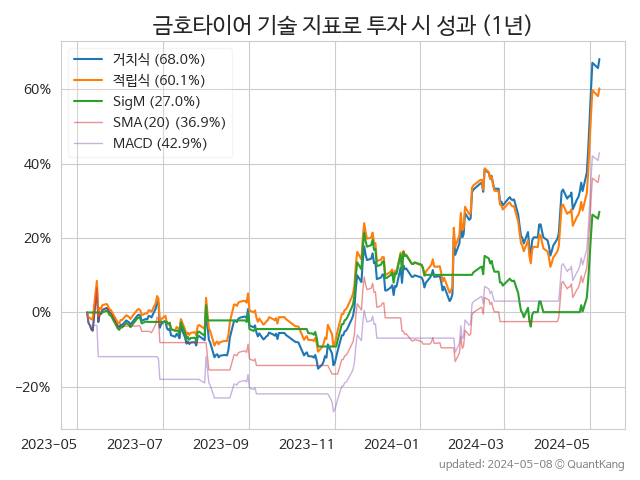 금호타이어 기술 지표로 투자 시 성과 (1년)
거치식 (68.0%)
적립식 (60.1%)
SigM (27.0%)
SMA(20) (36.9%)
MACD (42.9%)
60%
40%
20%
0%
−20%
2023-05 2023-07 2023-09 2023-11 2024-01 2024-03 2024-05
updated: 2024-05-08 © QuantKang